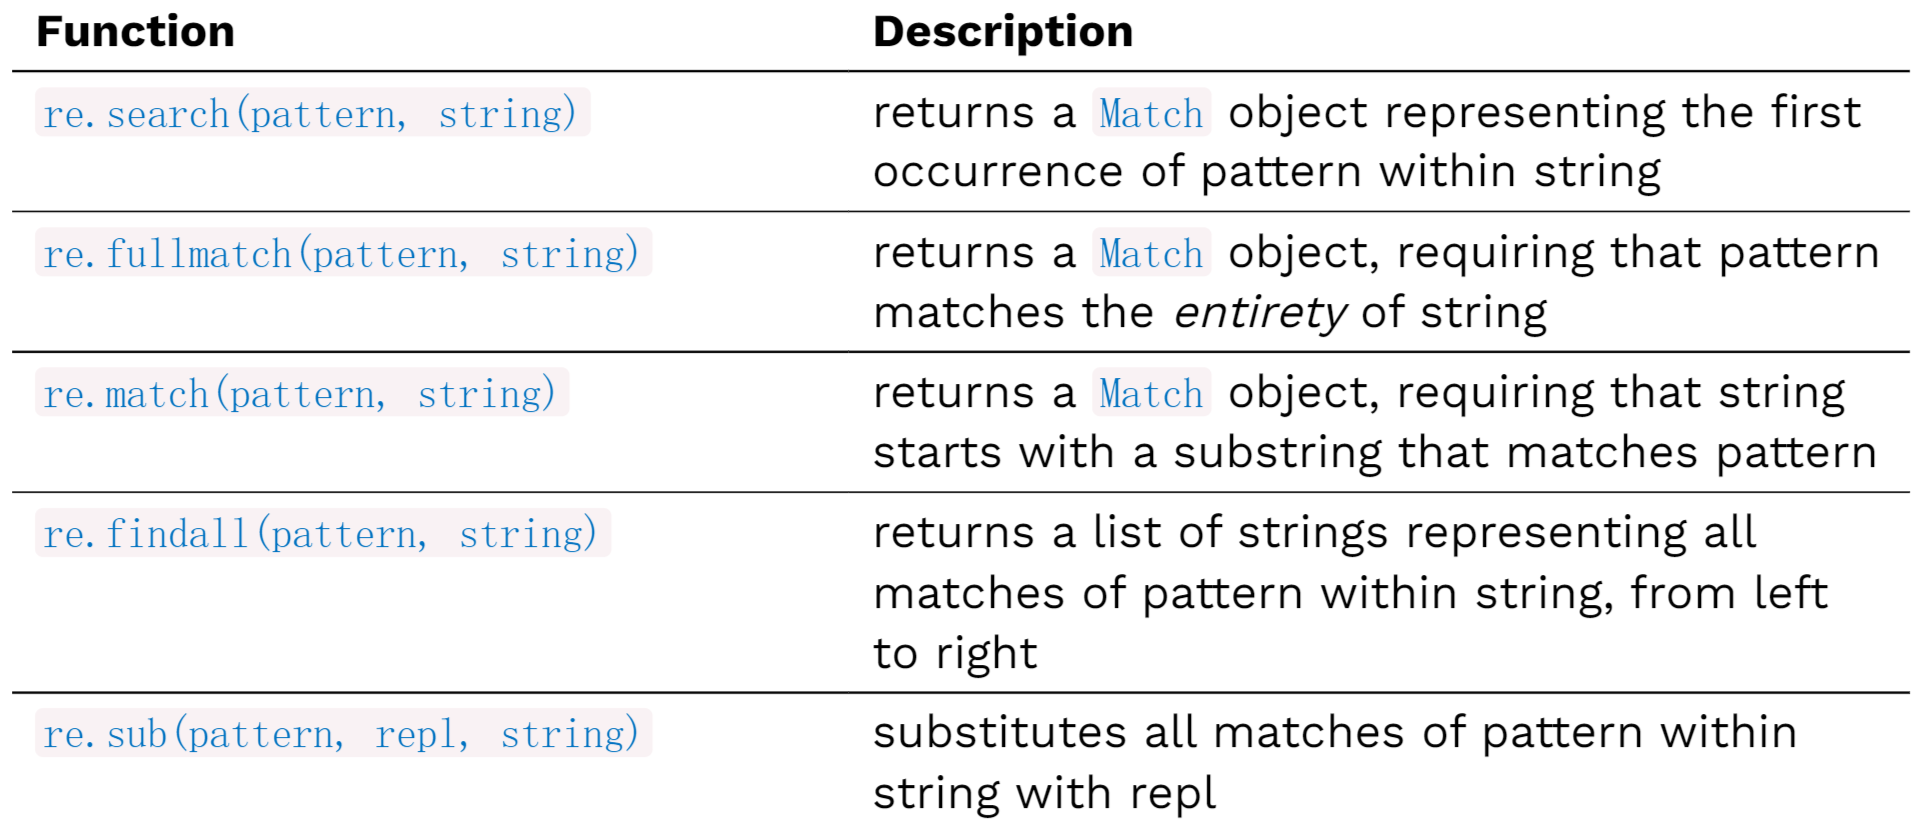 Function Description
re.search(pattern, string) returns a Match object representing the first
occurrence of pattern within string
re.fullmatch(pattern, string) returns a Match object, requiring that pattern
matches the entirety of string
re.match(pattern, string) returns a Match object, requiring that string
starts with a substring that matches pattern
re.findall(pattern, string) returns a list of strings representing all
matches of pattern within string, from left
to right
re.sub(pattern, repl, string) substitutes all matches of pattern within
string with repl